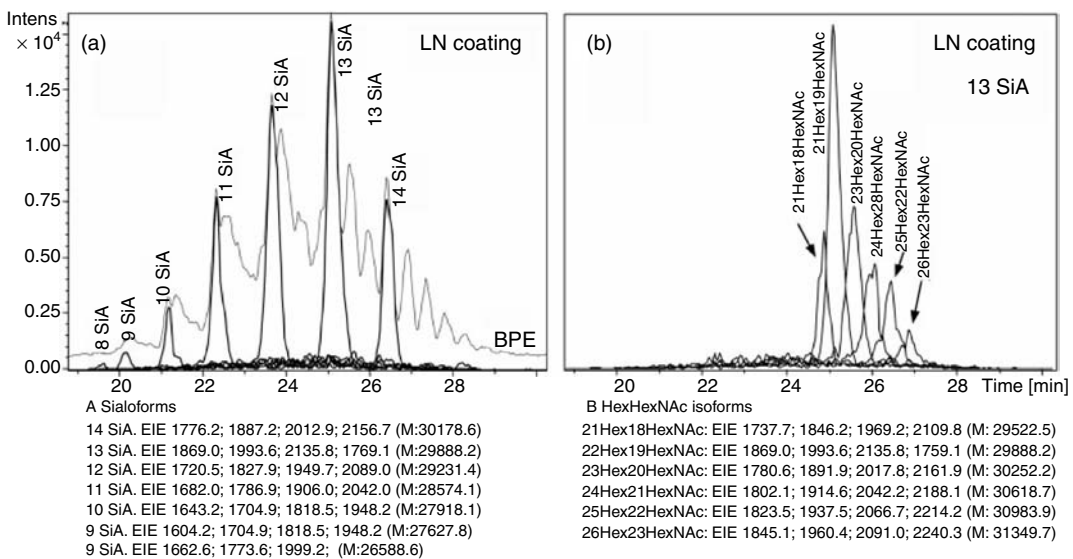 Intens
× 10⁴
(a)
LN coating
1.25
1.00
0.75
0.50
0.25
0.00
8 SiA
9 SiA
10 SiA
11 SiA
12 SiA
13 SiA
13 SiA
14 SiA
BPE
20 22 24 26 28
(b)
LN coating
13 SiA
21Hex18HexNAc
21Hex19HexNAc
23Hex20HexNAc
24Hex28HexNAc
25Hex22HexNAc
26Hex23HexNAc
20 22 24 26 28 Time [min]
A Sialoforms
14 SiA. EIE 1776.2; 1887.2; 2012.9; 2156.7 (M:30178.6)
13 SiA. EIE 1869.0; 1993.6; 2135.8; 1769.1 (M:29888.2)
12 SiA. EIE 1720.5; 1827.9; 1949.7; 2089.0 (M:29231.4)
11 SiA. EIE 1682.0; 1786.9; 1906.0; 2042.0 (M:28574.1)
10 SiA. EIE 1643.2; 1704.9; 1818.5; 1948.2 (M:27918.1)
9 SiA. EIE 1604.2; 1704.9; 1818.5; 1948.2 (M:27627.8)
9 SiA. EIE 1662.6; 1773.6; 1999.2; (M:26588.6)
B HexHexNAc isoforms
21Hex18HexNAc: EIE 1737.7; 1846.2; 1969.2; 2109.8 (M: 29522.5)
22Hex19HexNAc: EIE 1869.0; 1993.6; 2135.8; 1759.1 (M: 29888.2)
23Hex20HexNAc: EIE 1780.6; 1891.9; 2017.8; 2161.9 (M: 30252.2)
24Hex21HexNAc: EIE 1802.1; 1914.6; 2042.2; 2188.1 (M: 30618.7)
25Hex22HexNAc: EIE 1823.5; 1937.5; 2066.7; 2214.2 (M: 30983.9)
26Hex23HexNAc: EIE 1845.1; 1960.4; 2091.0; 2240.3 (M: 31349.7)